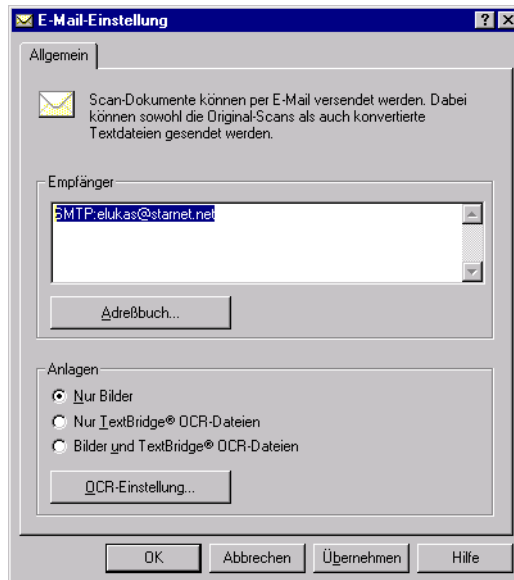 E-Mail-Einstellung
Allgemein
Scan-Dokumente können per E-Mail versendet werden. Dabei
können sowohl die Original-Scans als auch konvertierte
Textdateien gesendet werden.
Empfänger
SMTP:elukas@starnet.net
Adreßbuch...
Anlagen
Nur Bilder
Nur TextBridge® OCR-Dateien
Bilder und TextBridge® OCR-Dateien
OCR-Einstellung...
OK Abbrechen Übernehmen Hilfe